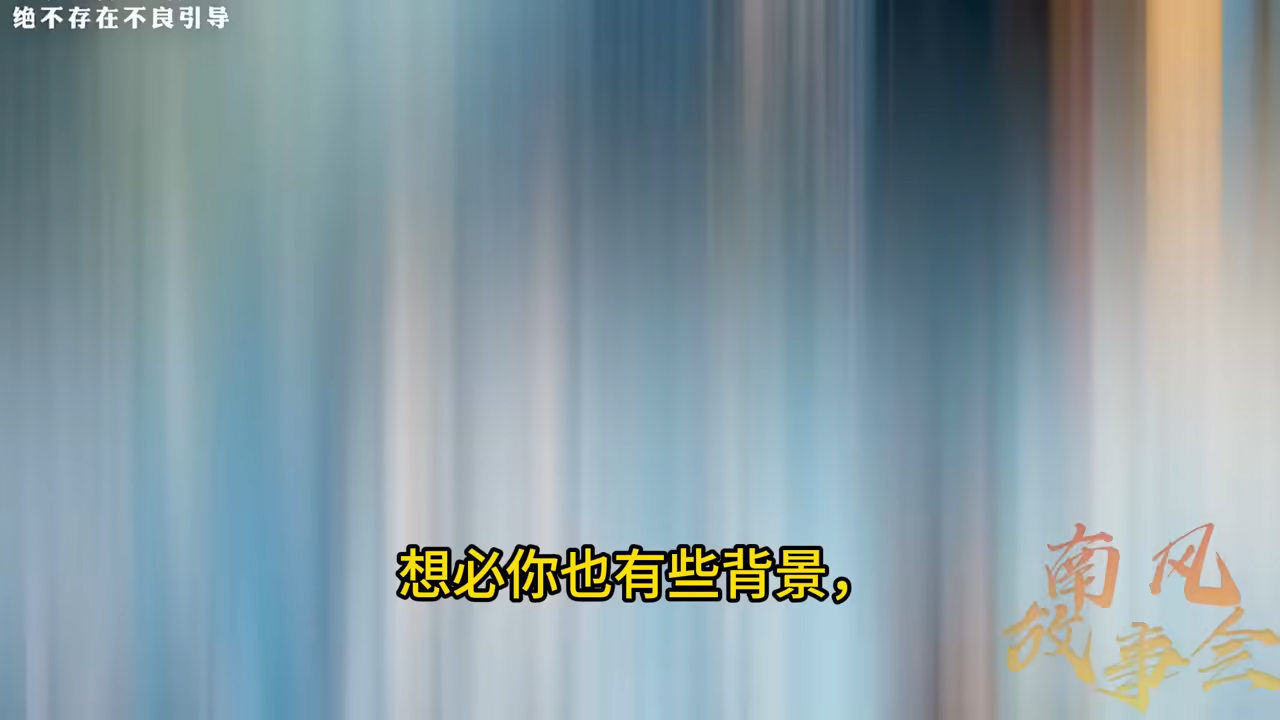 绝不存在不良引导
想必你也有些背景，
南风
故事会